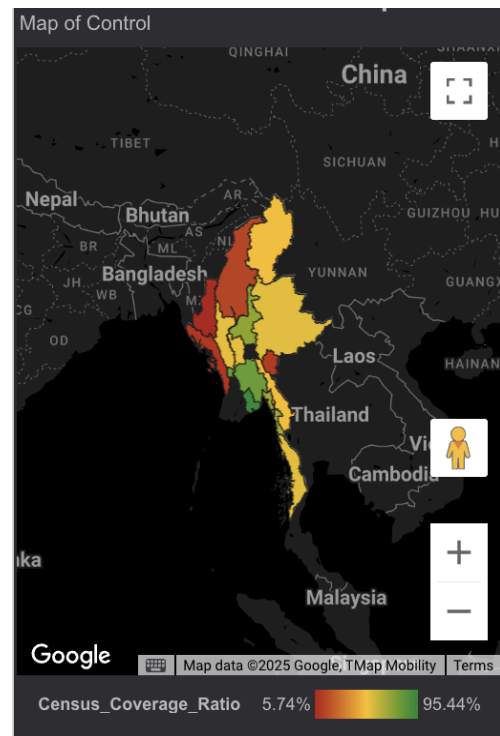 Map of Control
QINGHAI
China
TIBET
SICHUAN
Nepal
AR
Bhutan
AS
GUIZHOU
HU
BR
ML
NL
Bangladesh
YUNNAN
JH
WB
GUANGX
CG
OD
Laos
HAINAN
Thailand
Cambodia
Malaysia
Google
Map data ©2025 Google, TMap Mobility
Terms
Census_Coverage_Ratio 5.74% 95.44%